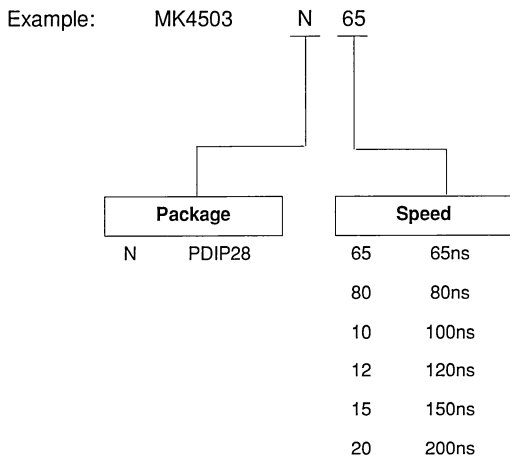 Example: MK4503 N 65
Package Speed
N PDIP28 65 65ns
80 80ns
10 100ns
12 120ns
15 150ns
20 200ns